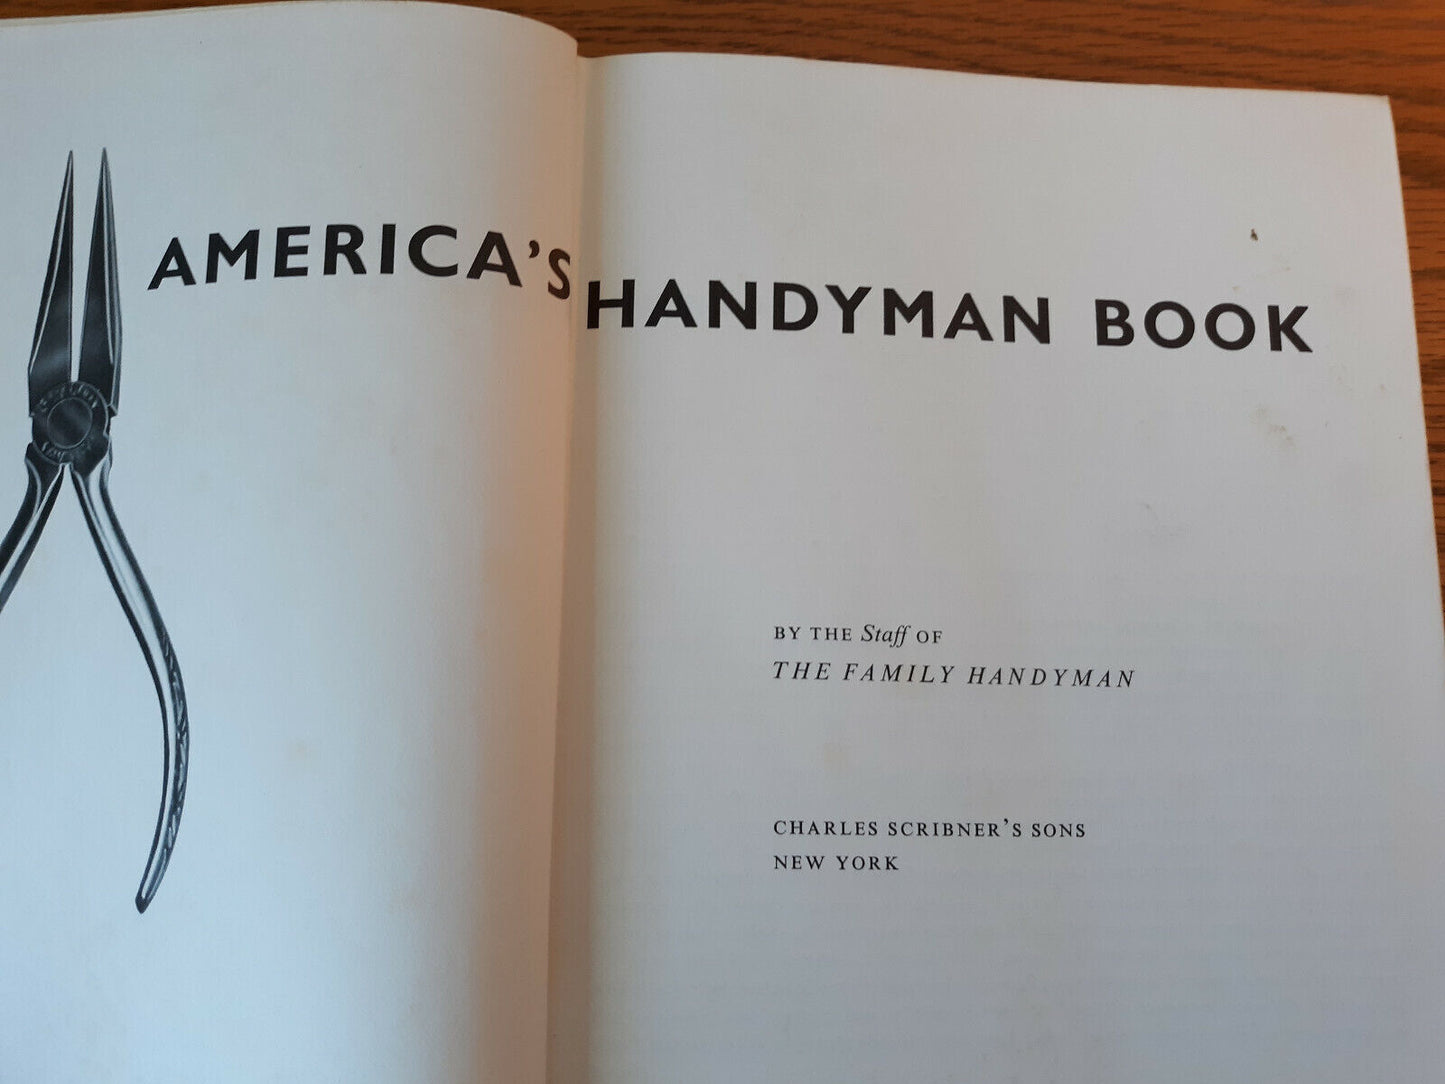 AMERICA'S HANDYMAN BOOK
BY THE Staff OF
THE FAMILY HANDYMAN
CHARLES SCRIBNER'S SONS
NEW YORK